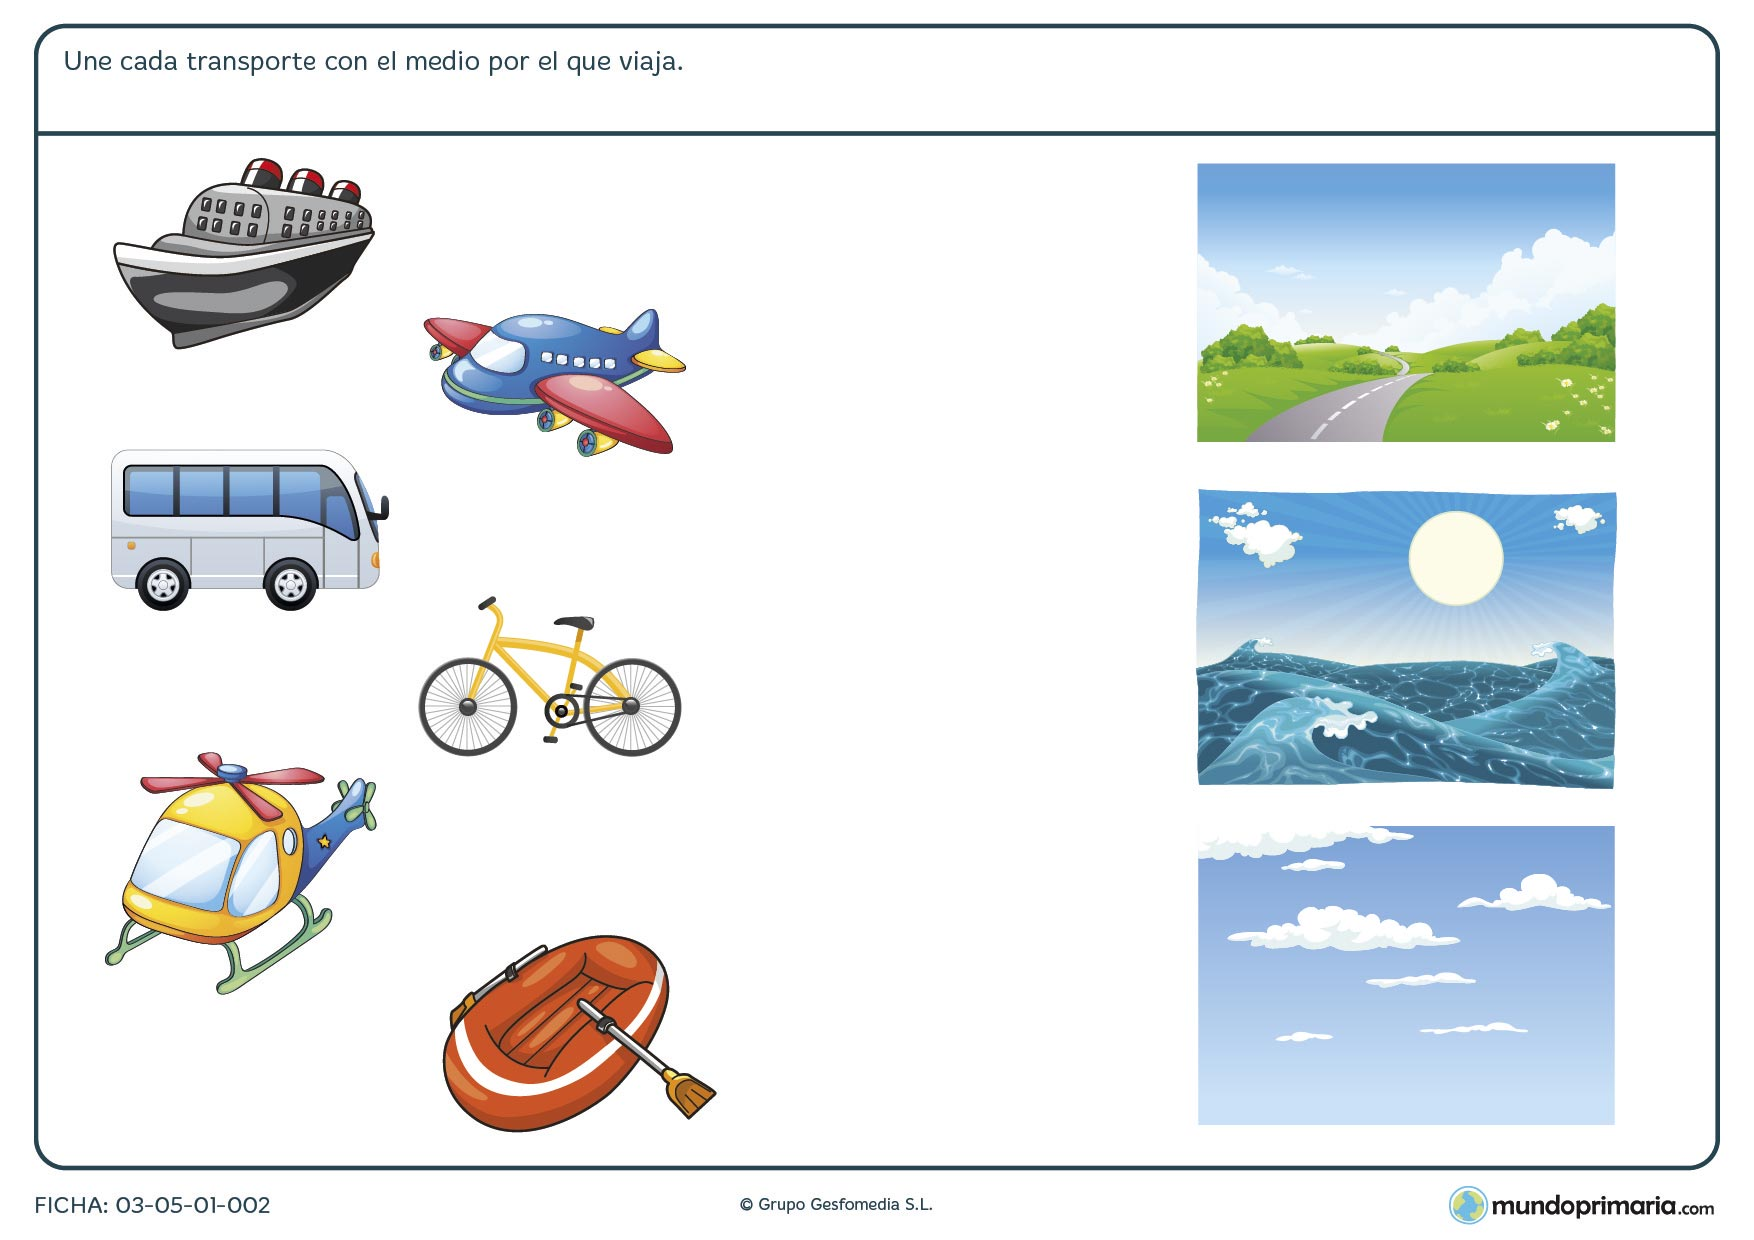 Une cada transporte con el medio por el que viaja.
FICHA: 03-05-01-002
© Grupo Gesfomedia S.L.
mundoprimaria.com